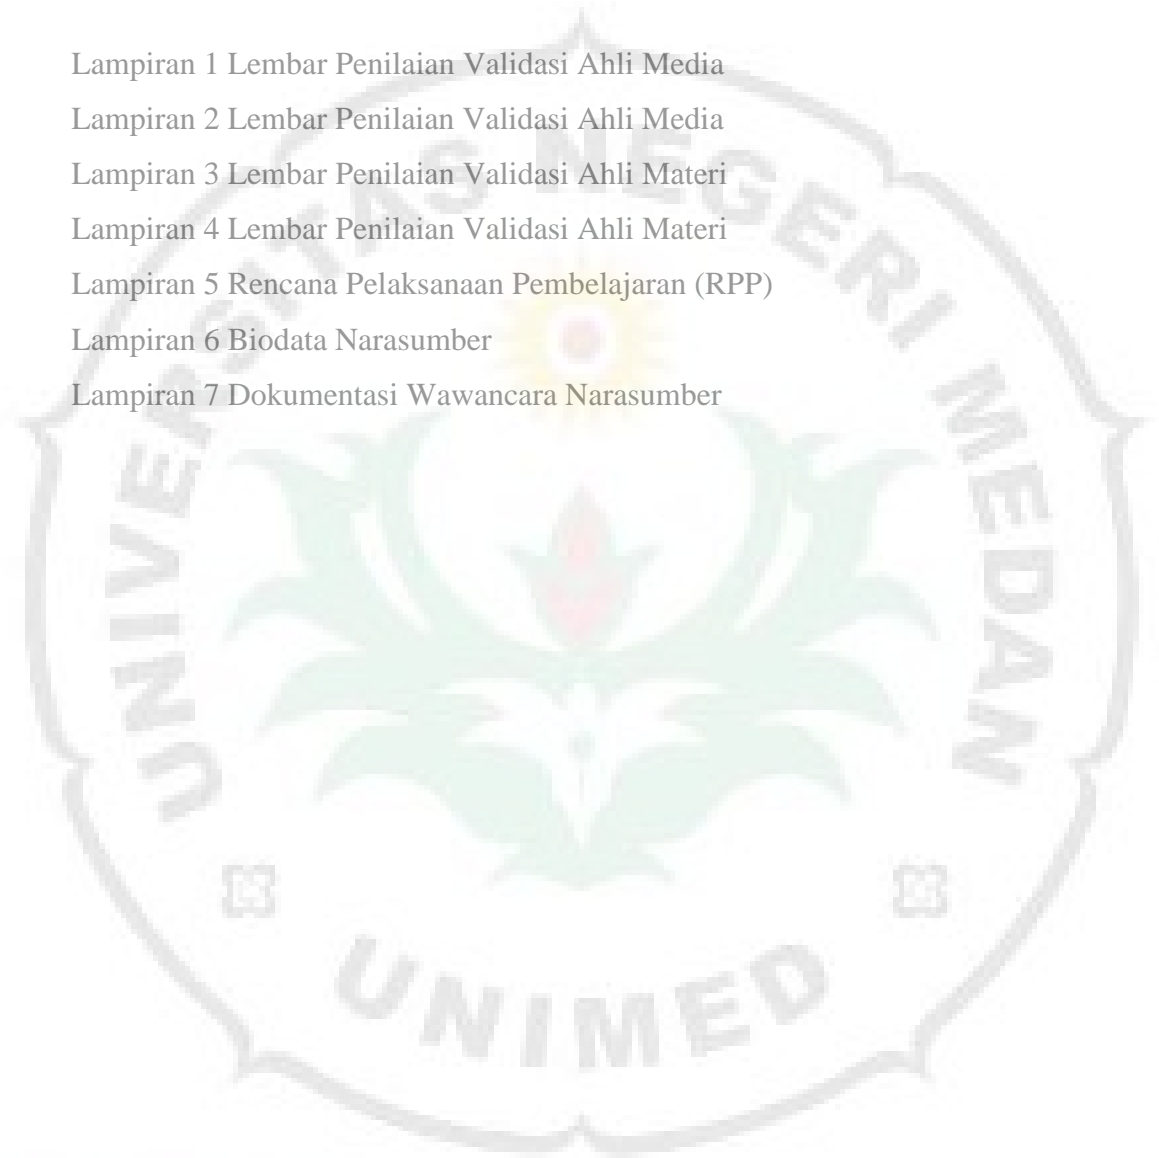 Lampiran 1 Lembar Penilaian Validasi Ahli Media
Lampiran 2 Lembar Penilaian Validasi Ahli Media
Lampiran 3 Lembar Penilaian Validasi Ahli Materi
Lampiran 4 Lembar Penilaian Validasi Ahli Materi
Lampiran 5 Rencana Pelaksanaan Pembelajaran (RPP)
Lampiran 6 Biodata Narasumber
Lampiran 7 Dokumentasi Wawancara Narasumber
UNIVERSITAS NEGERI MEDAN
UNIMED